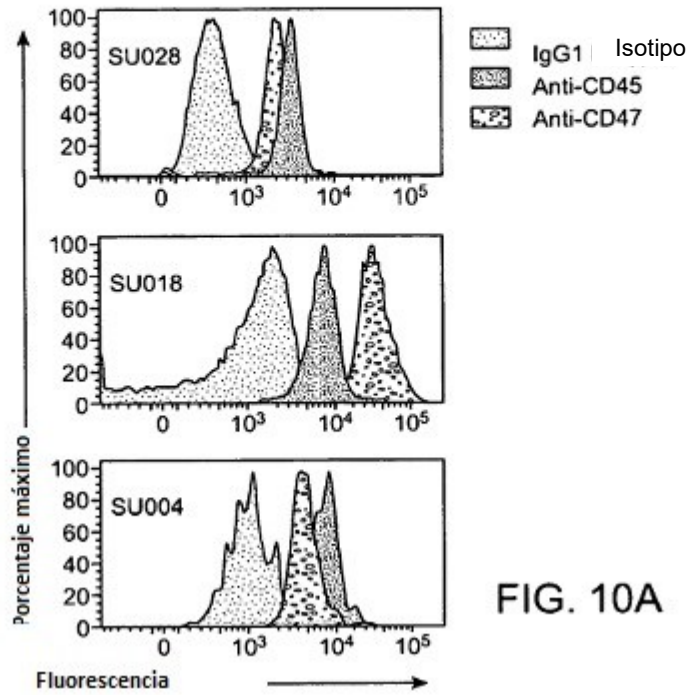 SU028
100
80
60
40
20
0
0 10³ 10⁴ 10⁵
IgG1 Isotipo
Anti-CD45
Anti-CD47
SU018
100
80
60
40
20
0
0 10³ 10⁴ 10⁵
SU004
100
80
60
40
20
0
0 10³ 10⁴ 10⁵
Porcentaje máximo
Fluorescencia
FIG. 10A